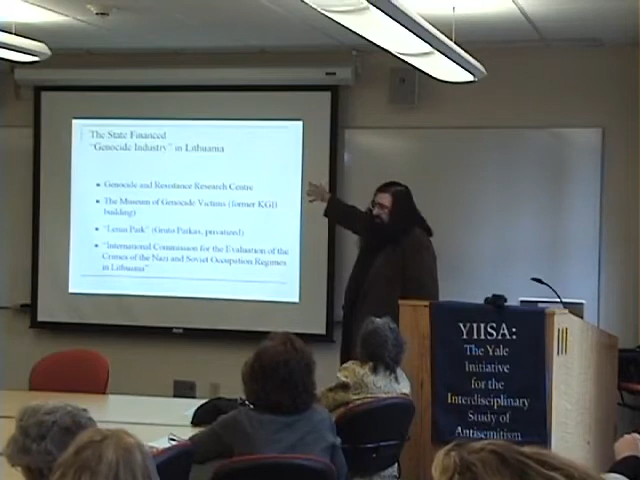 The State Financed
"Genocide Industry" in Lithuania
Genocide and Resistance Research Centre
The Museum of Genocide Victims (former KGB
building)
"Lenin Park" (Gruto Parkas, privatized)
"International Commission for the Evaluation of the
Crimes of the Nazi and Soviet Occupation Regimes
in Lithuania"
YIISA:
The Yale
Initiative
for the
Interdisciplinary
Study of
Antisemitism